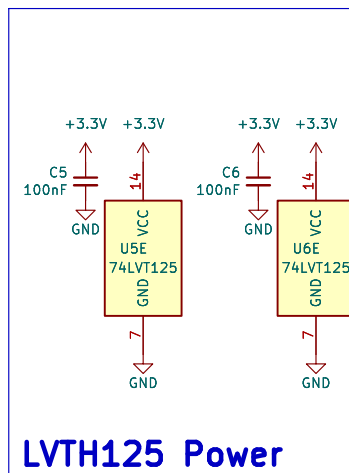 +3.3V +3.3V +3.3V +3.3V
C5 14 C6 14
100nF 100nF
GND VCC GND VCC
U5E U6E
74LVT125 74LVT125
GND GND
7 7
GND GND
LVTH125 Power